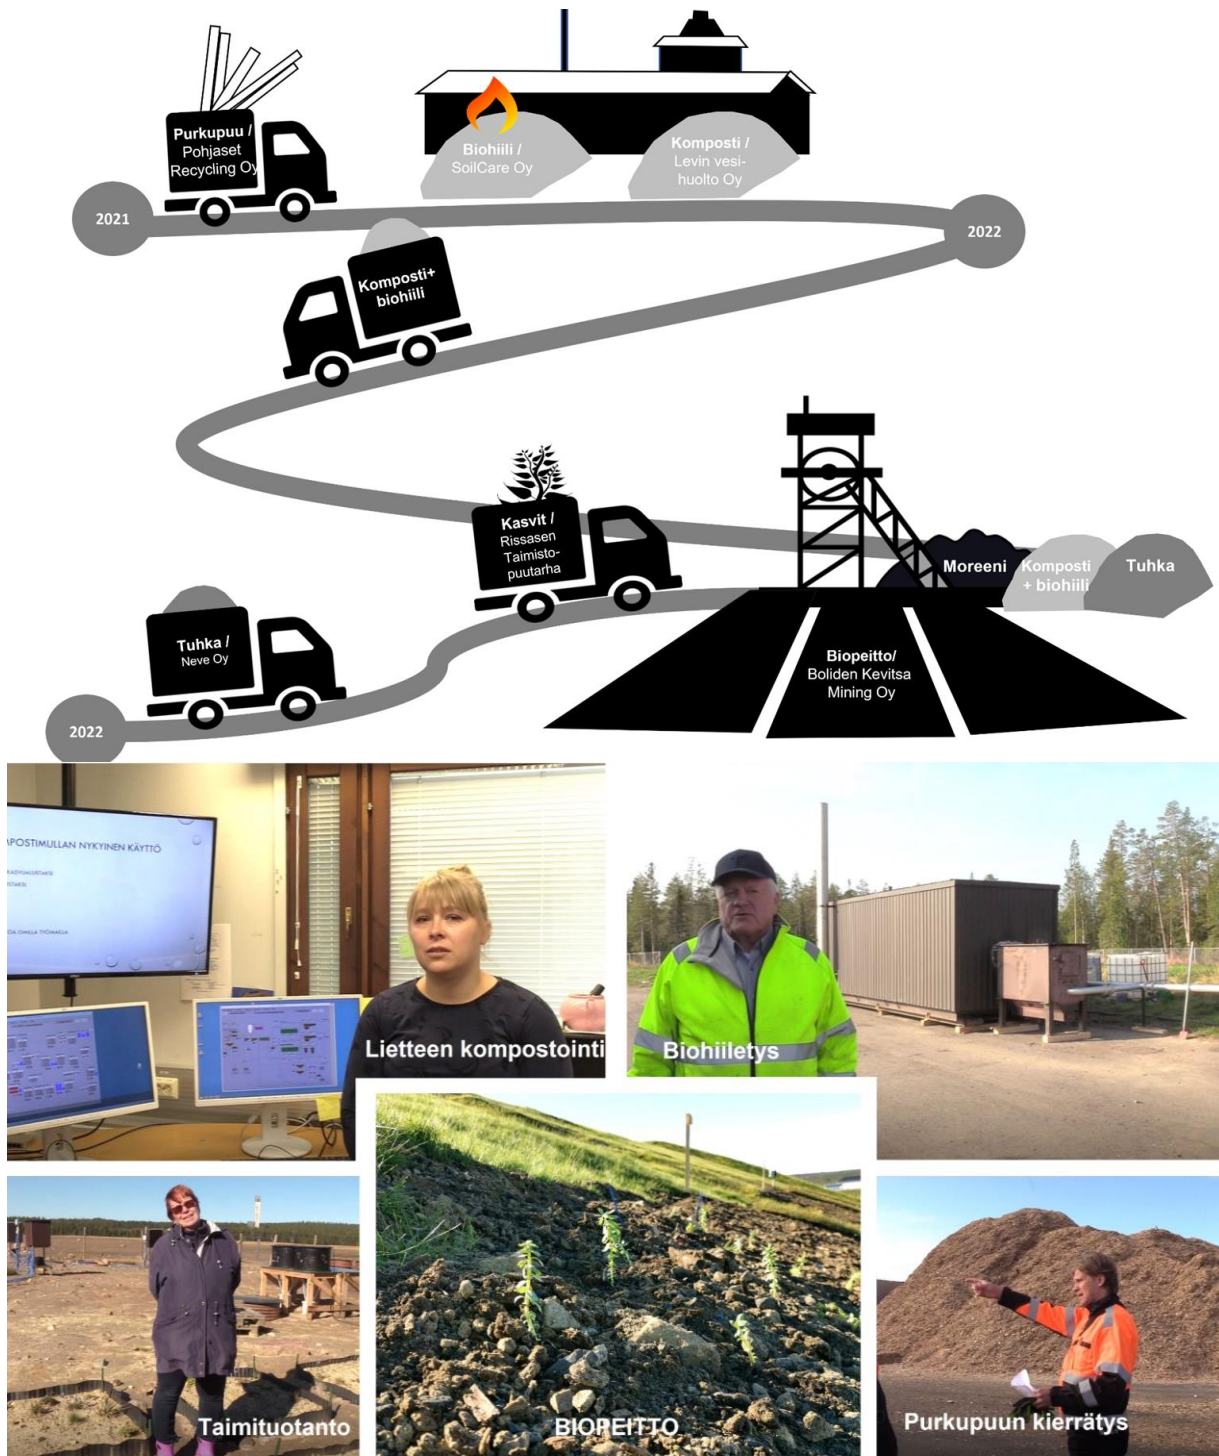 Purkupuu /
Pohjaset
Recycling Oy
Biohiili /
SoilCare Oy
Komposti /
Levin vesi-
huolto Oy
2021
2022
Komposti+
biohiili
Kasvit /
Rissasen
Taimisto-
puutarha
Moreeni
Komposti
+ biohiili
Tuhka
Tuhka /
Neve Oy
Biopeitto/
Boliden Kevitsa
Mining Oy
2022
MPOSTIMULLAN NYKYINEN KÄYTTÖ
Lietteen kompostointi
Biohiiletys
Taimituotanto
BIOPEITTO
Purkupuun kierrätys